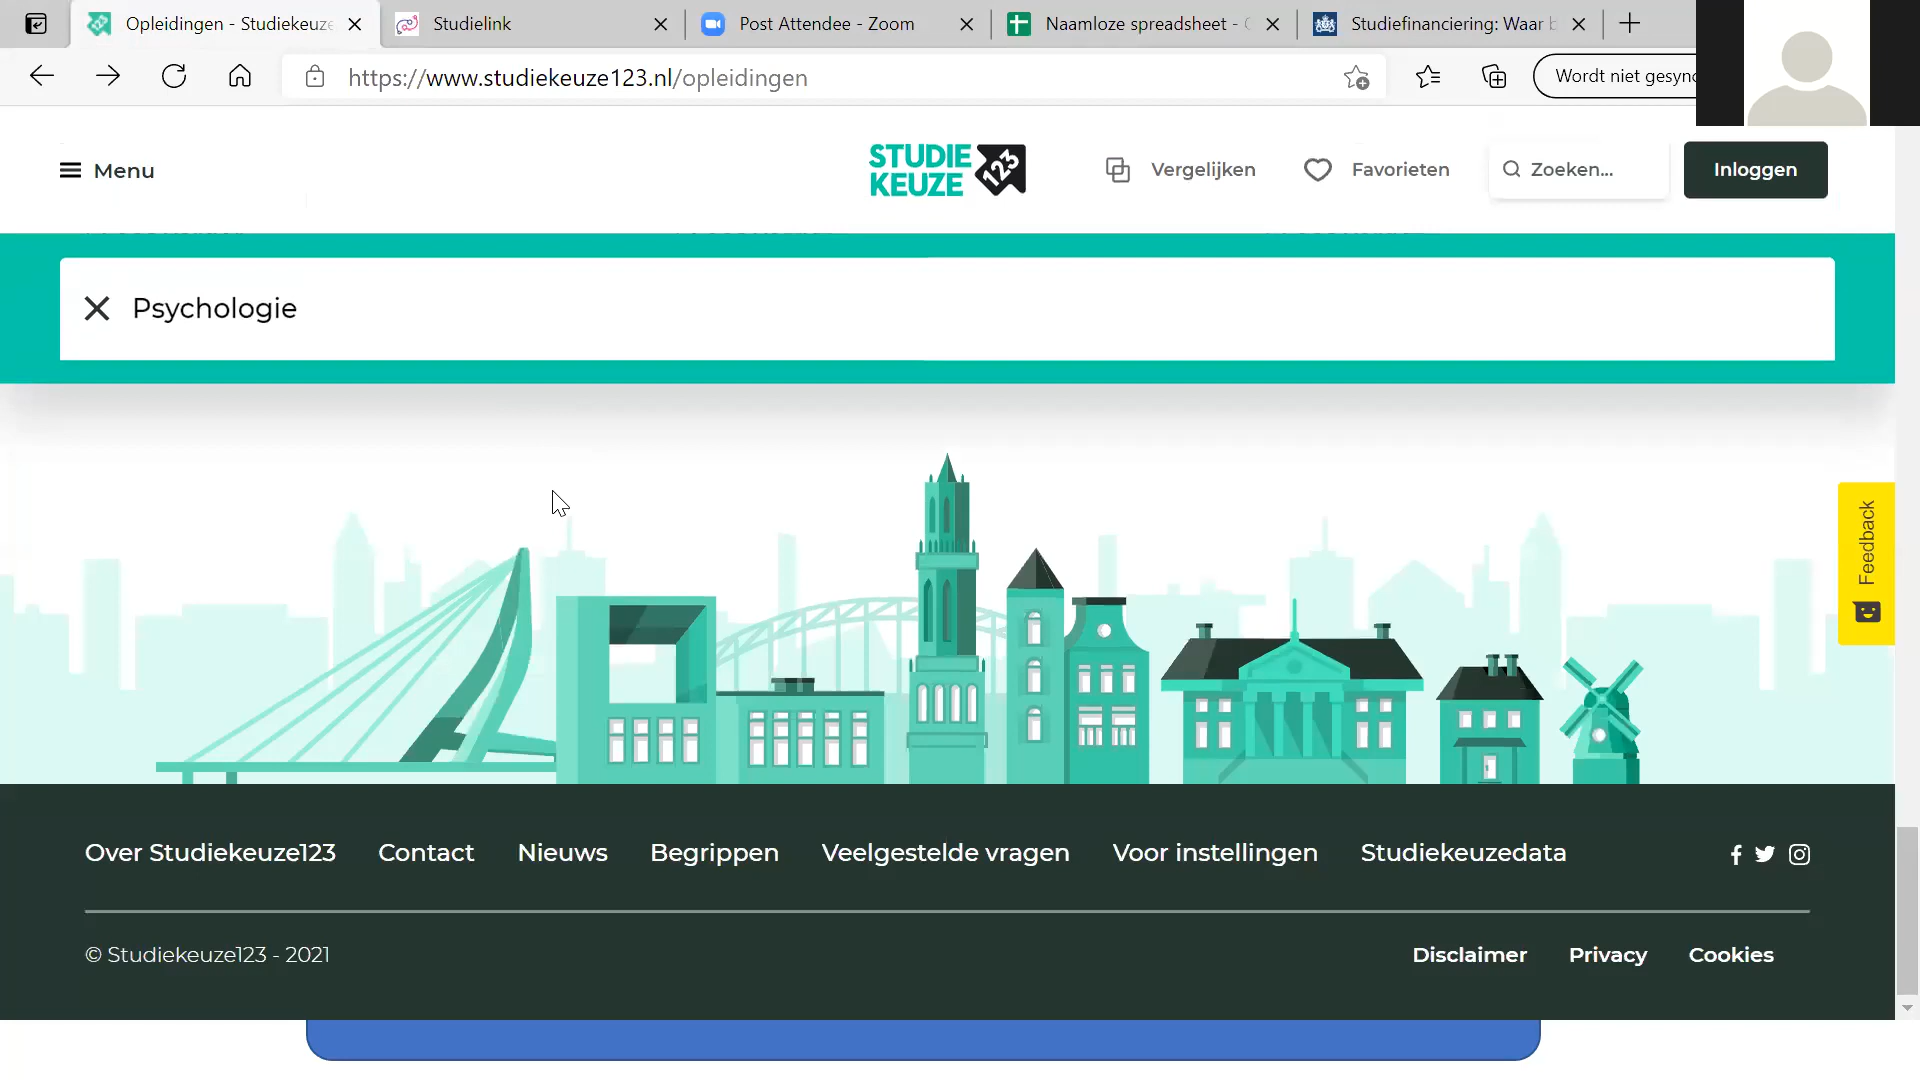 Opleidingen - Studiekeuze
Studielink
Post Attendee - Zoom
Naamloze spreadsheet -
Studiefinanciering: Waar
https://www.studiekeuze123.nl/opleidingen
Wordt niet gesync
Menu
STUDIE
KEUZE 123
Vergelijken
Favorieten
Zoeken...
Inloggen
Psychologie
Feedback
Over Studiekeuze123 Contact Nieuws Begrippen Veelgestelde vragen Voor instellingen Studiekeuzedata
© Studiekeuze123 - 2021
Disclaimer Privacy Cookies